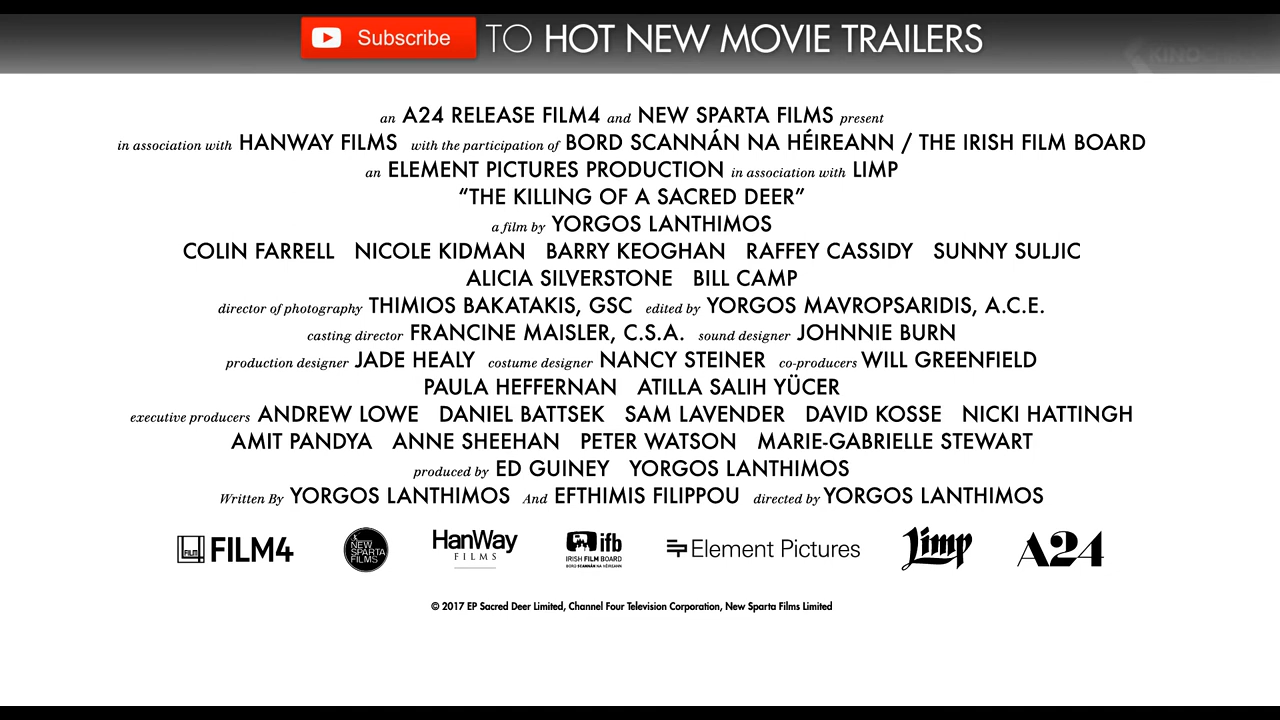 Subscribe TO HOT NEW MOVIE TRAILERS
KINO
an A24 RELEASE FILM4 and NEW SPARTA FILMS present
in association with HANWAY FILMS with the participation of BORD SCANNÁN NA HÉIREANN / THE IRISH FILM BOARD
an ELEMENT PICTURES PRODUCTION in association with LIMP
“THE KILLING OF A SACRED DEER”
a film by YORGOS LANTHIMOS
COLIN FARRELL NICOLE KIDMAN BARRY KEOGHAN RAFFEY CASSIDY SUNNY SULJIC
ALICIA SILVERSTONE BILL CAMP
director of photography THIMIOS BAKATAKIS, GSC edited by YORGOS MAVROPSARIDIS, A.C.E.
casting director FRANCINE MAISLER, C.S.A. sound designer JOHNNIE BURN
production designer JADE HEALY costume designer NANCY STEINER co-producers WILL GREENFIELD
PAULA HEFFERNAN ATILLA SALIH YÜCER
executive producers ANDREW LOWE DANIEL BATTSEK SAM LAVENDER DAVID KOSSE NICKI HATTINGH
AMIT PANDYA ANNE SHEEHAN PETER WATSON MARIE-GABRIELLE STEWART
produced by ED GUINEY YORGOS LANTHIMOS
Written By YORGOS LANTHIMOS And EFTHIMIS FILIPPOU directed by YORGOS LANTHIMOS
FILM FILM4
NEW SPARTA FILMS
HanWay FILMS
ifb IRISH FILM BOARD BORD SCANNÁN NA HÉIREANN
Element Pictures
Limp
A24
© 2017 EP Sacred Deer Limited, Channel Four Television Corporation, New Sparta Films Limited